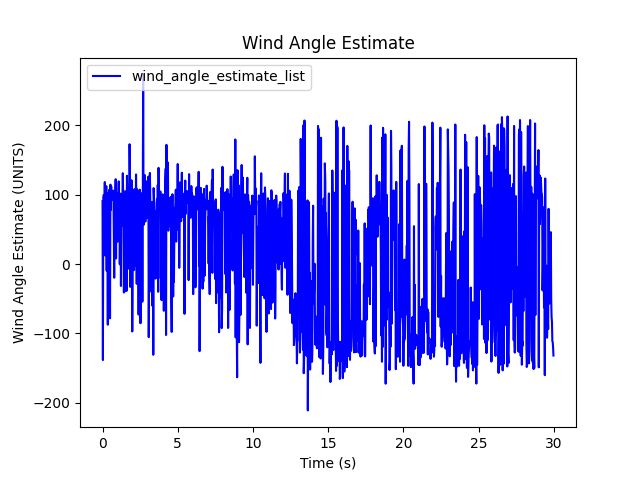 Wind Angle Estimate
wind_angle_estimate_list
Wind Angle Estimate (UNITS)
200
100
0
−100
−200
0 5 10 15 20 25 30
Time (s)